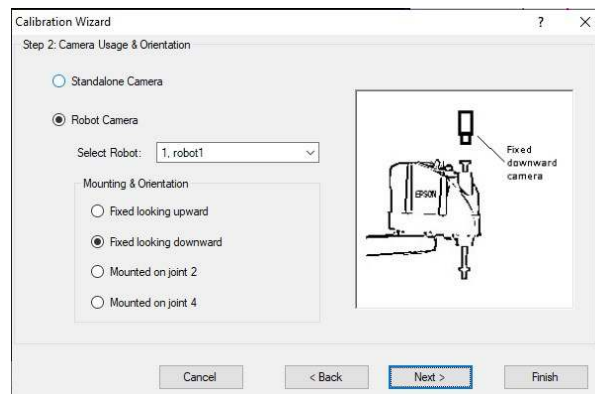 Calibration Wizard
?
Step 2: Camera Usage & Orientation
Standalone Camera
Robot Camera
Select Robot:
1, robot1
Mounting & Orientation
Fixed looking upward
Fixed looking downward
Mounted on joint 2
Mounted on joint 4
Fixed
downward
camera
EPSON
Cancel
< Back
Next >
Finish